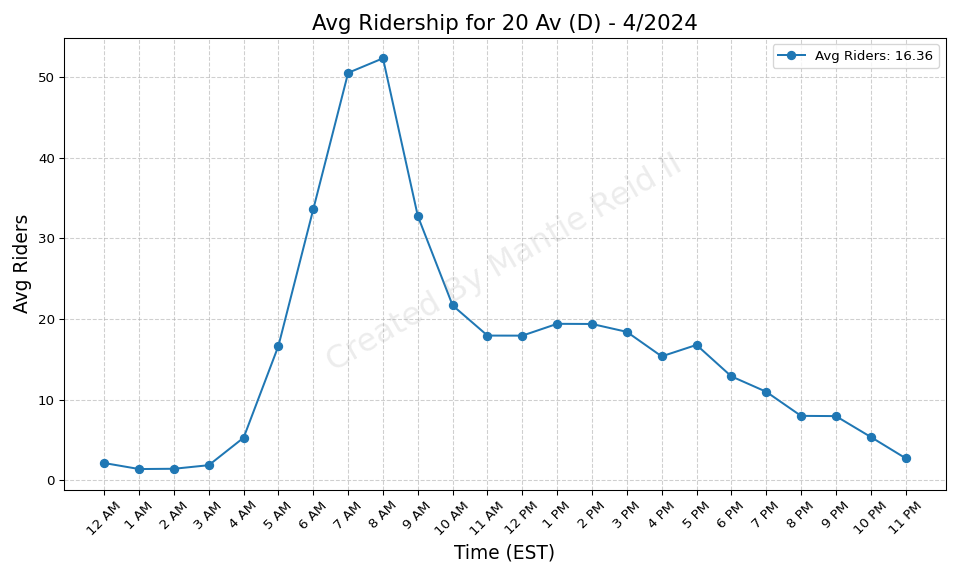 Avg Ridership for 20 Av (D) - 4/2024
Avg Riders: 16.36
Avg Riders
50
40
30
20
10
0
Created By Mantie Reid II
12 AM
1 AM
2 AM
3 AM
4 AM
5 AM
6 AM
7 AM
8 AM
9 AM
10 AM
11 AM
12 PM
1 PM
2 PM
3 PM
4 PM
5 PM
6 PM
7 PM
8 PM
9 PM
10 PM
11 PM
Time (EST)